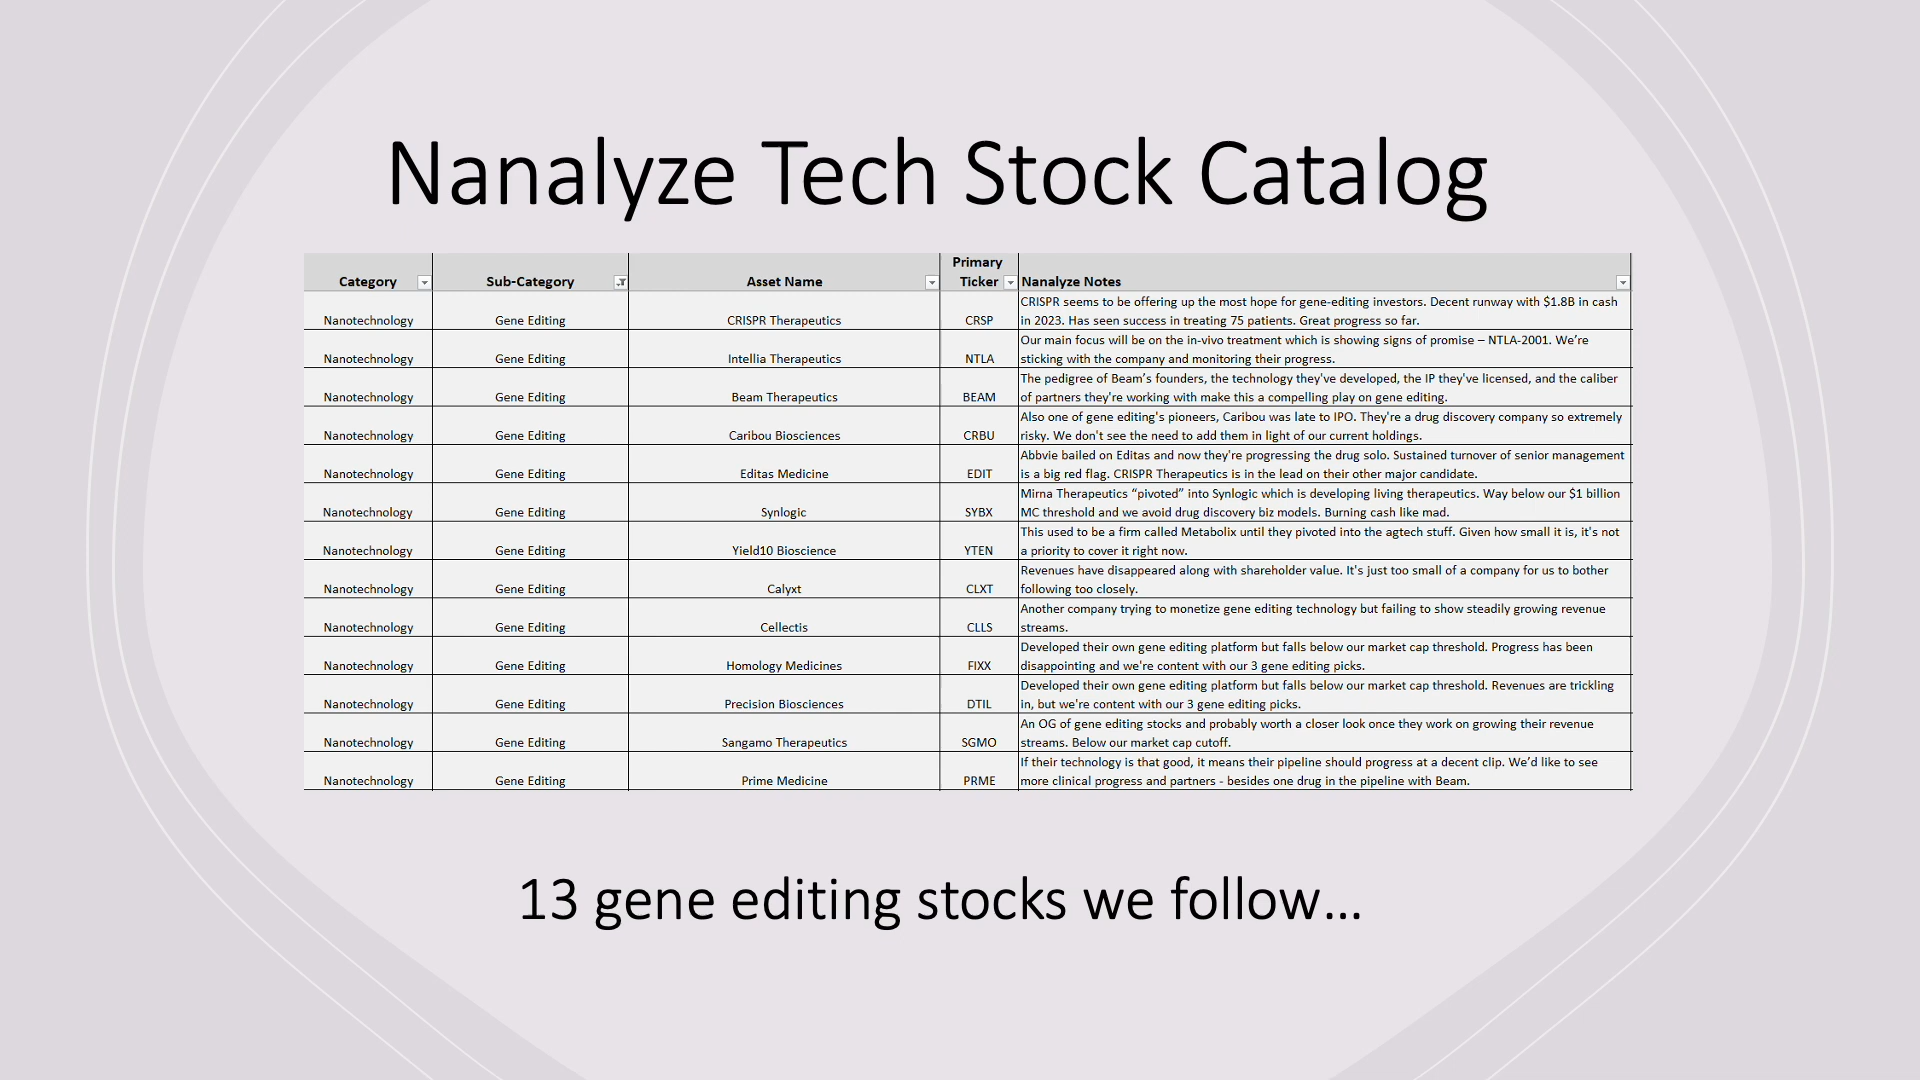 Nanalyze Tech Stock Catalog
Category Sub-Category Asset Name Primary Ticker Nanalyze Notes
Nanotechnology Gene Editing CRISPR Therapeutics CRSP CRISPR seems to be offering up the most hope for gene-editing investors. Decent runway with $1.8B in cash
in 2023. Has seen success in treating 75 patients. Great progress so far.
Nanotechnology Gene Editing Intellia Therapeutics NTLA Our main focus will be on the in-vivo treatment which is showing signs of promise – NTLA-2001. We’re
sticking with the company and monitoring their progress.
Nanotechnology Gene Editing Beam Therapeutics BEAM The pedigree of Beam’s founders, the technology they've developed, the IP they've licensed, and the caliber
of partners they're working with make this a compelling play on gene editing.
Nanotechnology Gene Editing Caribou Biosciences CRBU Also one of gene editing's pioneers, Caribou was late to IPO. They're a drug discovery company so extremely
risky. We don't see the need to add them in light of our current holdings.
Nanotechnology Gene Editing Editas Medicine EDIT Abbvie bailed on Editas and now they're progressing the drug solo. Sustained turnover of senior management
is a big red flag. CRISPR Therapeutics is in the lead on their other major candidate.
Nanotechnology Gene Editing Synlogic SYBX Mirna Therapeutics “pivoted” into Synlogic which is developing living therapeutics. Way below our $1 billion
MC threshold and we avoid drug discovery biz models. Burning cash like mad.
Nanotechnology Gene Editing Yield10 Bioscience YTEN This used to be a firm called Metabolix until they pivoted into the agtech stuff. Given how small it is, it's not
a priority to cover it right now.
Nanotechnology Gene Editing Calyxt CLXT Revenues have disappeared along with shareholder value. It's just too small of a company for us to bother
following too closely.
Nanotechnology Gene Editing Cellectis CLLS Another company trying to monetize gene editing technology but failing to show steadily growing revenue
streams.
Nanotechnology Gene Editing Homology Medicines FIXX Developed their own gene editing platform but falls below our market cap threshold. Progress has been
disappointing and we're content with our 3 gene editing picks.
Nanotechnology Gene Editing Precision Biosciences DTIL Developed their own gene editing platform but falls below our market cap threshold. Revenues are trickling
in, but we're content with our 3 gene editing picks.
Nanotechnology Gene Editing Sangamo Therapeutics SGMO An OG of gene editing stocks and probably worth a closer look once they work on growing their revenue
streams. Below our market cap cutoff.
Nanotechnology Gene Editing Prime Medicine PRME If their technology is that good, it means their pipeline should progress at a decent clip. We’d like to see
more clinical progress and partners - besides one drug in the pipeline with Beam.
13 gene editing stocks we follow…